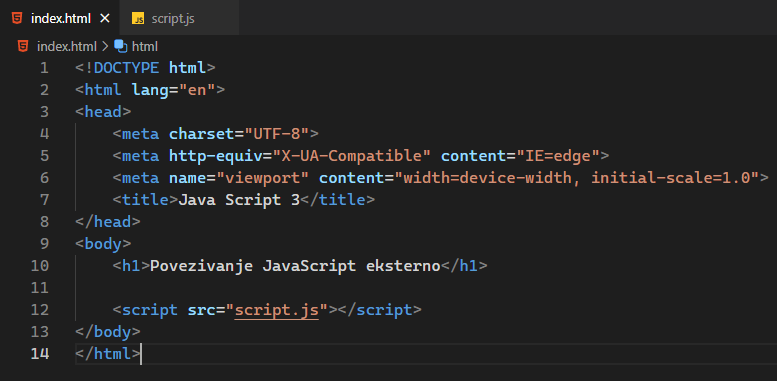 index.html × JS script.js
index.html > html
1 <!DOCTYPE html>
2 <html lang="en">
3 <head>
4     <meta charset="UTF-8">
5     <meta http-equiv="X-UA-Compatible" content="IE=edge">
6     <meta name="viewport" content="width=device-width, initial-scale=1.0">
7     <title>Java Script 3</title>
8 </head>
9 <body>
10     <h1>Povezivanje JavaScript eksterno</h1>
11
12     <script src="script.js"></script>
13 </body>
14 </html>